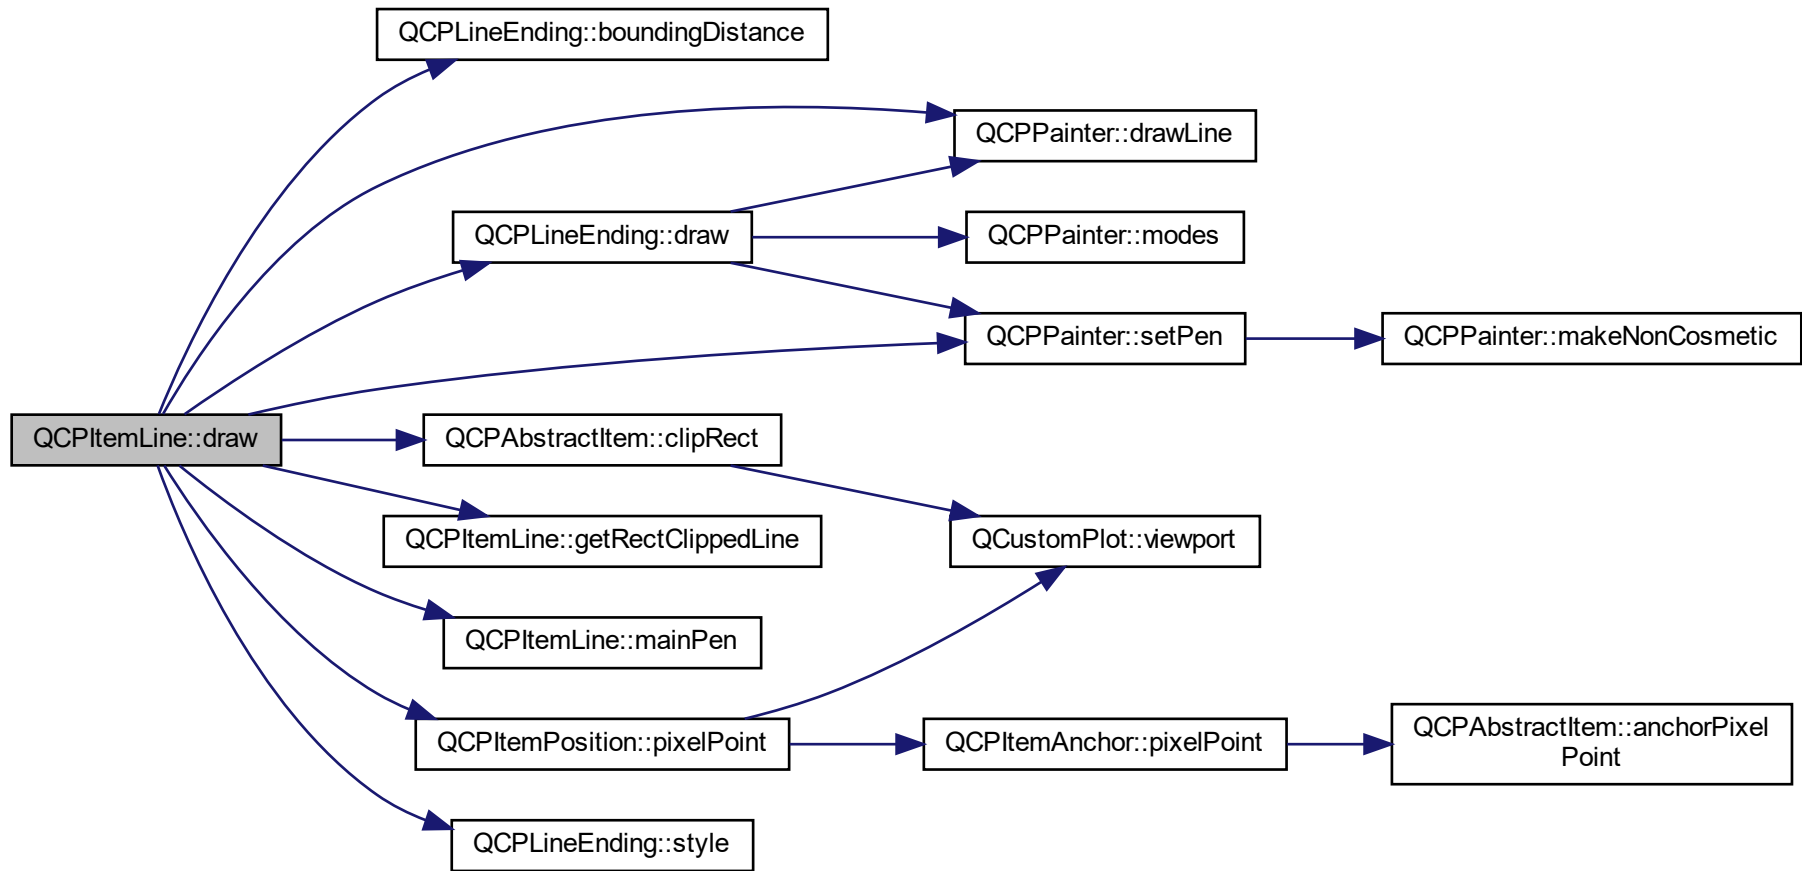 QCPLineEnding::boundingDistance
QCPPainter::drawLine
QCPLineEnding::draw
QCPPainter::modes
QCPPainter::setPen
QCPPainter::makeNonCosmetic
QCPItemLine::draw
QCPAbstractItem::clipRect
QCPItemLine::getRectClippedLine
QCustomPlot::viewport
QCPItemLine::mainPen
QCPItemPosition::pixelPoint
QCPItemAnchor::pixelPoint
QCPAbstractItem::anchorPixel
Point
QCPLineEnding::style